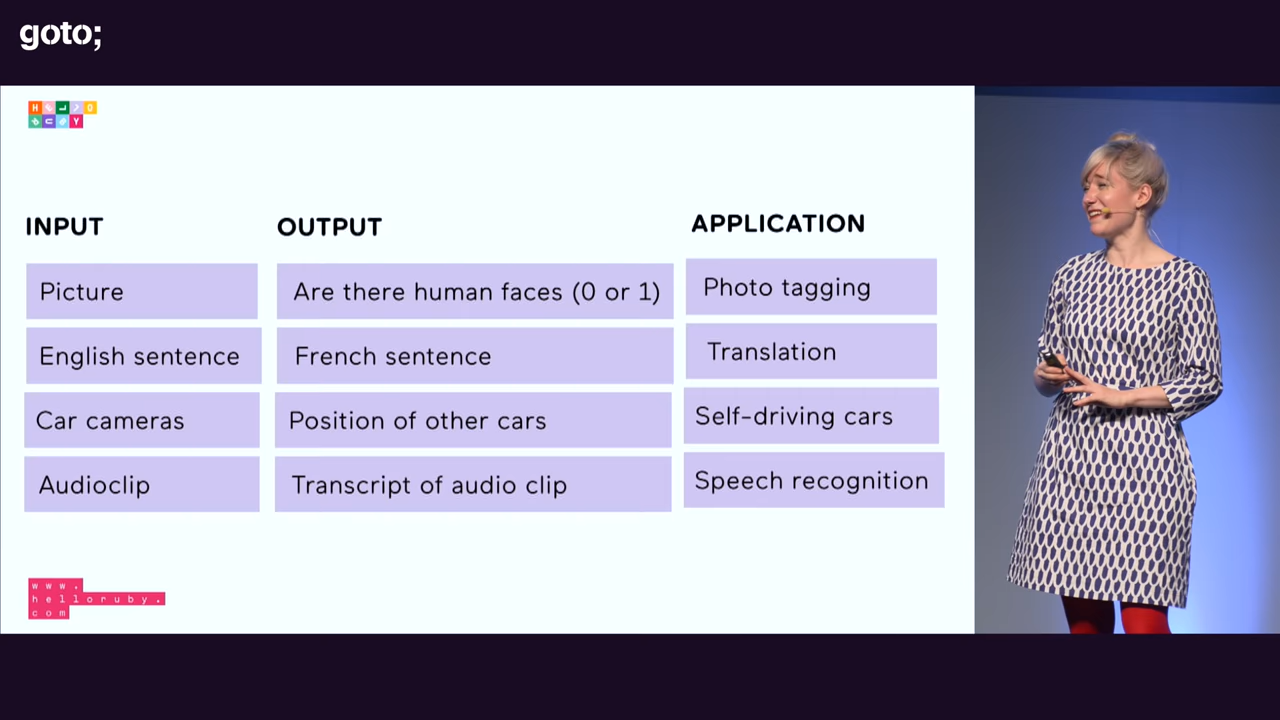 goto;
HELLO
RUBY
INPUT OUTPUT APPLICATION
Picture Are there human faces (0 or 1) Photo tagging
English sentence French sentence Translation
Car cameras Position of other cars Self-driving cars
Audioclip Transcript of audio clip Speech recognition
www.
helloruby.
com